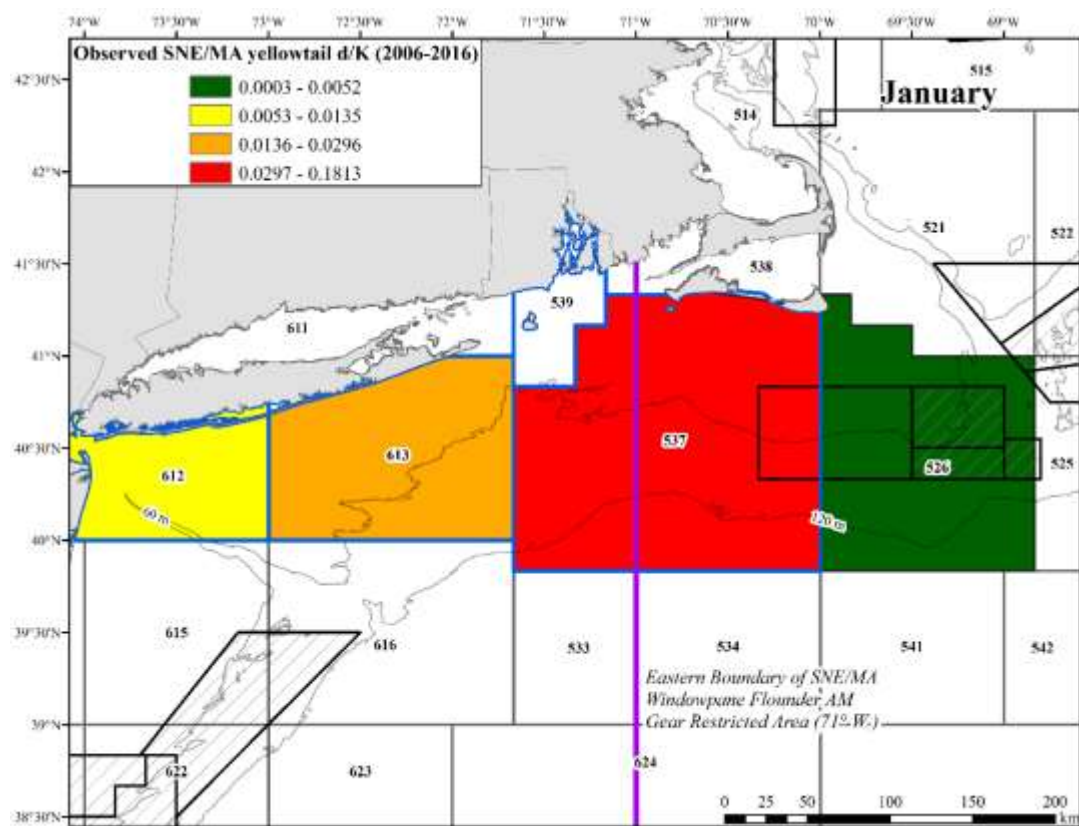 74°W 73°30'W 73°W 72°30'W 72°W 71°30'W 71°W 70°30'W 70°W 69°30'W 69°W
42°30'N
42°N
41°30'N
41°N
40°30'N
40°N
39°30'N
39°N
38°30'N
Observed SNE/MA yellowtail d/K (2006-2016)
0.0003 - 0.0052
0.0053 - 0.0135
0.0136 - 0.0296
0.0297 - 0.1813
January
515
514
521
522
538
539
611
537
613
612
526
525
60 m
120 m
615
616
533
534
541
542
Eastern Boundary of SNE/MA
Windowpane Flounder AM
Gear Restricted Area (71° W.)
622
623
624
0 25 50 100 150 200
km